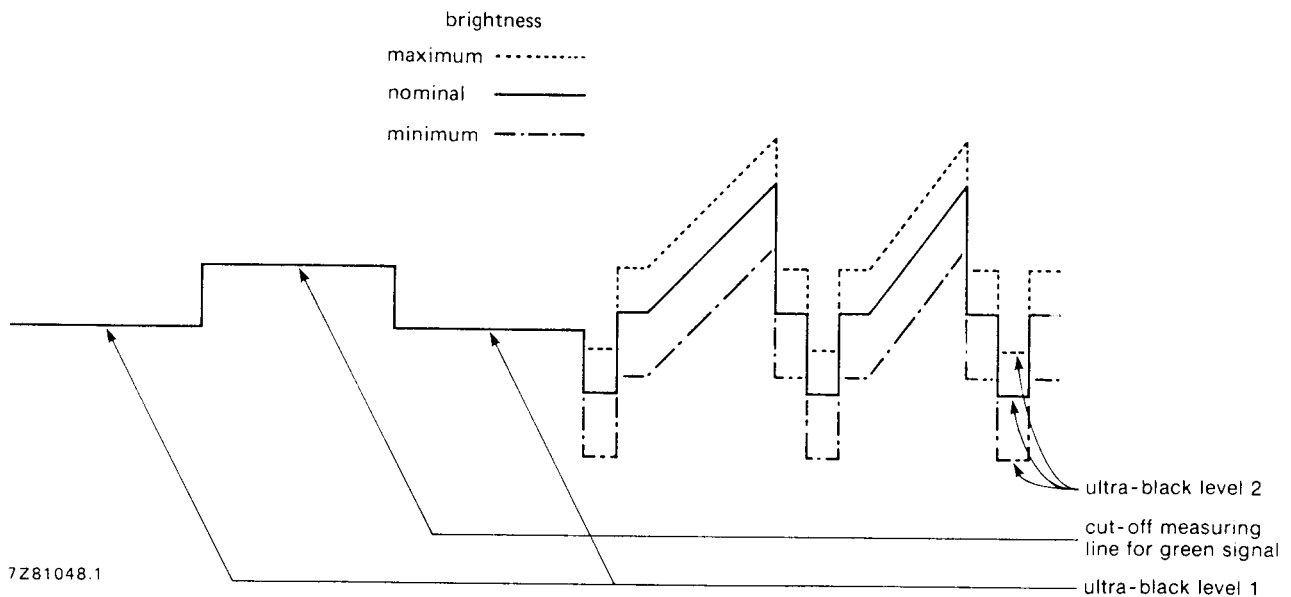 brightness
maximum
nominal
minimum
ultra-black level 2
cut-off measuring
line for green signal
7Z81048.1
ultra-black level 1